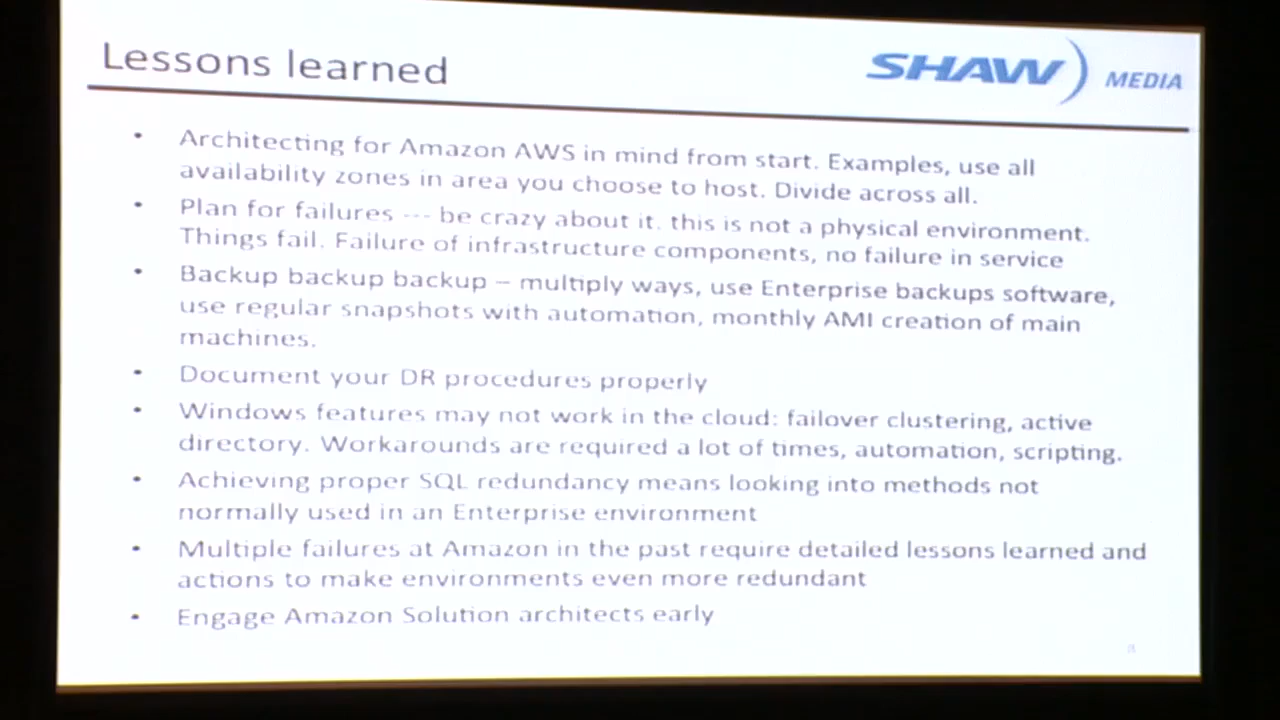 Lessons learned
SHAW) MEDIA
• Architecting for Amazon AWS in mind from start. Examples, use all
availability zones in area you choose to host. Divide across all.
• Plan for failures --- be crazy about it. this is not a physical environment.
Things fail. Failure of infrastructure components, no failure in service
• Backup backup backup – multiply ways, use Enterprise backups software,
use regular snapshots with automation, monthly AMI creation of main
machines.
• Document your DR procedures properly
• Windows features may not work in the cloud: failover clustering, active
directory. Workarounds are required a lot of times, automation, scripting.
• Achieving proper SQL redundancy means looking into methods not
normally used in an Enterprise environment
• Multiple failures at Amazon in the past require detailed lessons learned and
actions to make environments even more redundant
• Engage Amazon Solution architects early